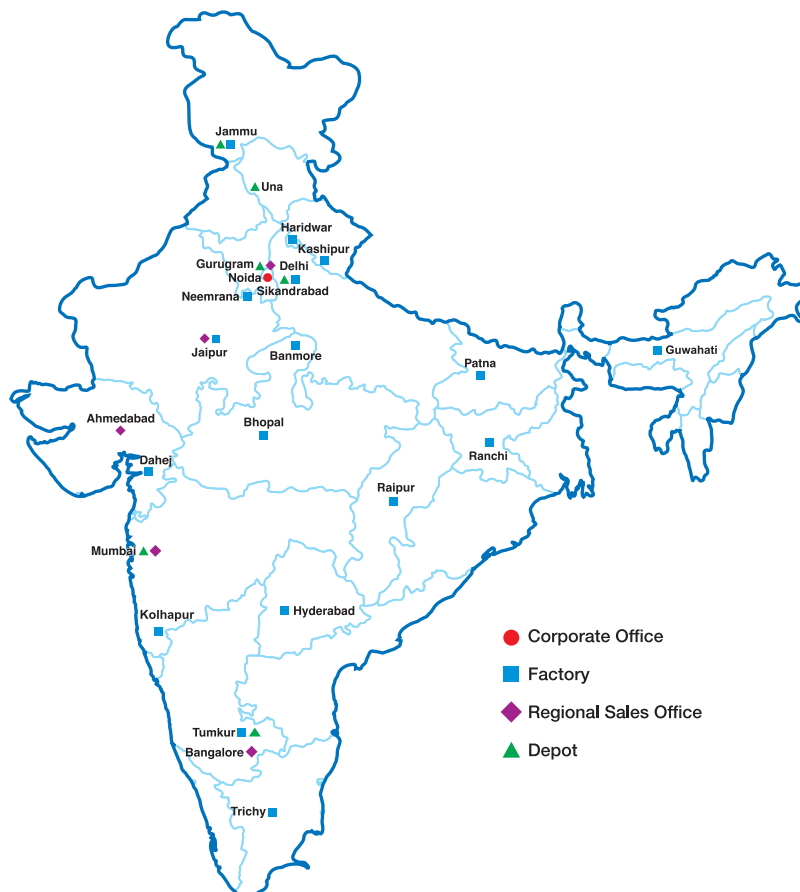 Jammu
Una
Haridwar
Kashipur
Gurugram
Delhi
Noida
Sikandrabad
Neemrana
Jaipur
Banmore
Patna
Guwahati
Ahmedabad
Bhopal
Ranchi
Dahej
Raipur
Mumbai
Kolhapur
Hyderabad
Corporate Office
Factory
Regional Sales Office
Depot
Tumkur
Bangalore
Trichy